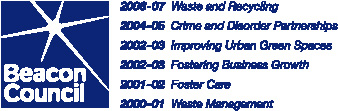 Beacon
Council
2006-07 Waste and Recycling
2004-05 Crime and Disorder Partnerships
2002-03 Improving Urban Green Spaces
2002-03 Fostering Business Growth
2001-02 Foster Care
2000-01 Waste Management